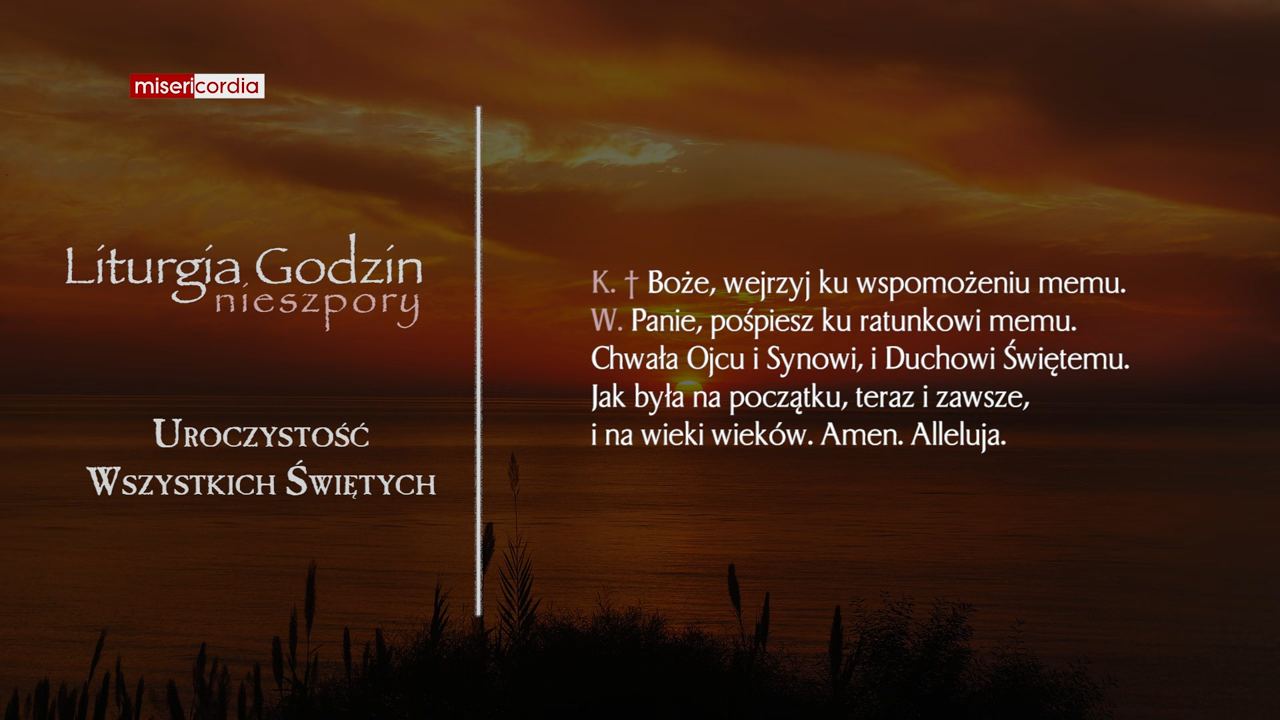 misericordia
Liturgia Godzin
nieszpory
Uroczystość
Wszystkich Świętych
K. † Boże, wejrzyj ku wspomożeniu memu.
W. Panie, pośpiesz ku ratunkowi memu.
Chwała Ojcu i Synowi, i Duchowi Świętemu.
Jak była na początku, teraz i zawsze,
i na wieki wieków. Amen. Alleluja.